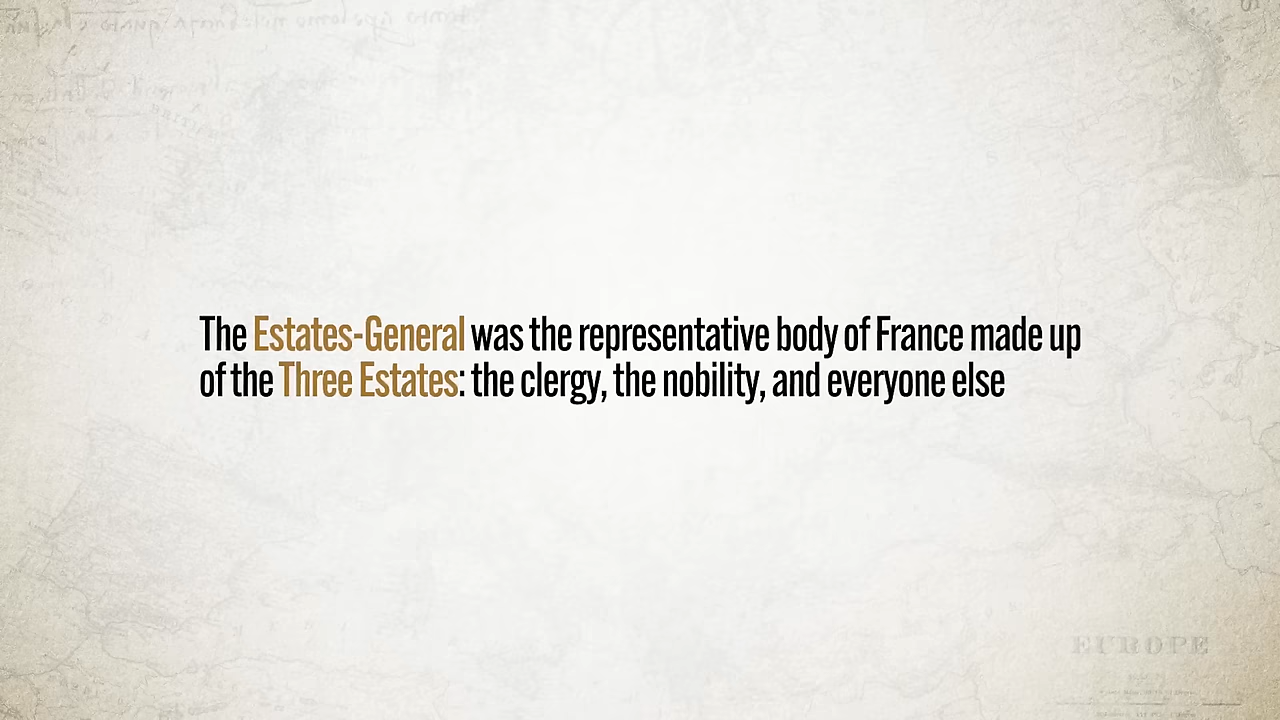 The Estates-General was the representative body of France made up
of the Three Estates: the clergy, the nobility, and everyone else
EUROPE